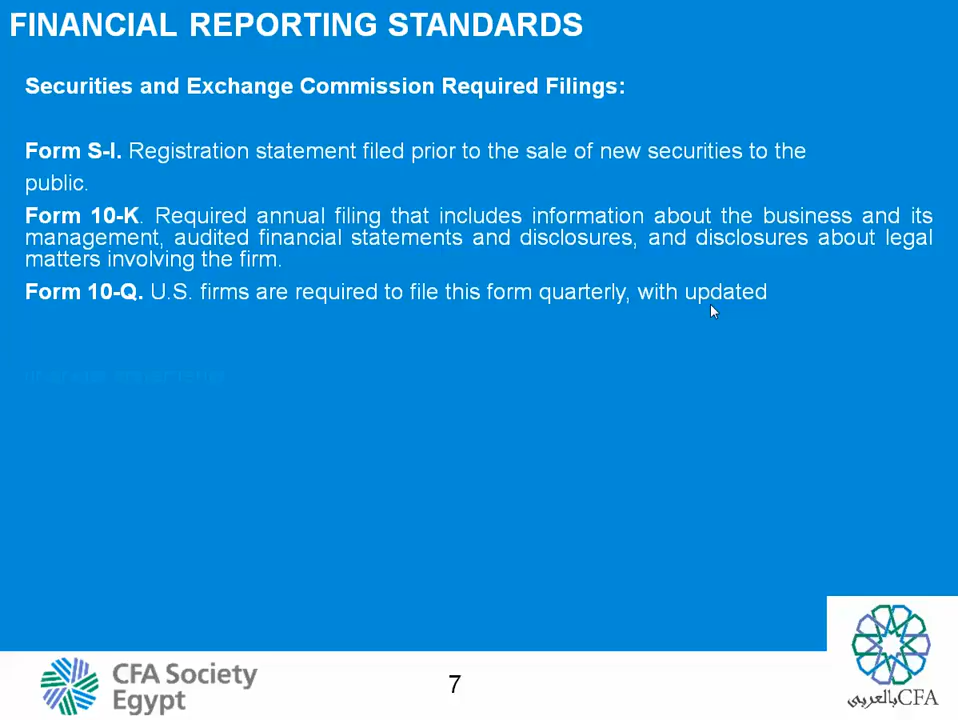 FINANCIAL REPORTING STANDARDS
Securities and Exchange Commission Required Filings:
Form S-I. Registration statement filed prior to the sale of new securities to the
public.
Form 10-K. Required annual filing that includes information about the business and its
management, audited financial statements and disclosures, and disclosures about legal
matters involving the firm.
Form 10-Q. U.S. firms are required to file this form quarterly, with updated
CFA Society
Egypt
7
CFA بالعربي